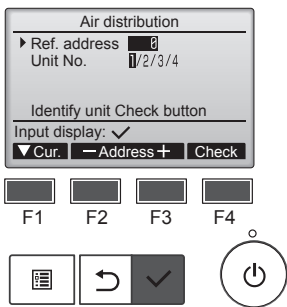 Air distribution
Ref. address 0
Unit No. 1/2/3/4
Identify unit Check button
Input display: ✓
▼Cur. －Address＋ Check
F1 F2 F3 F4